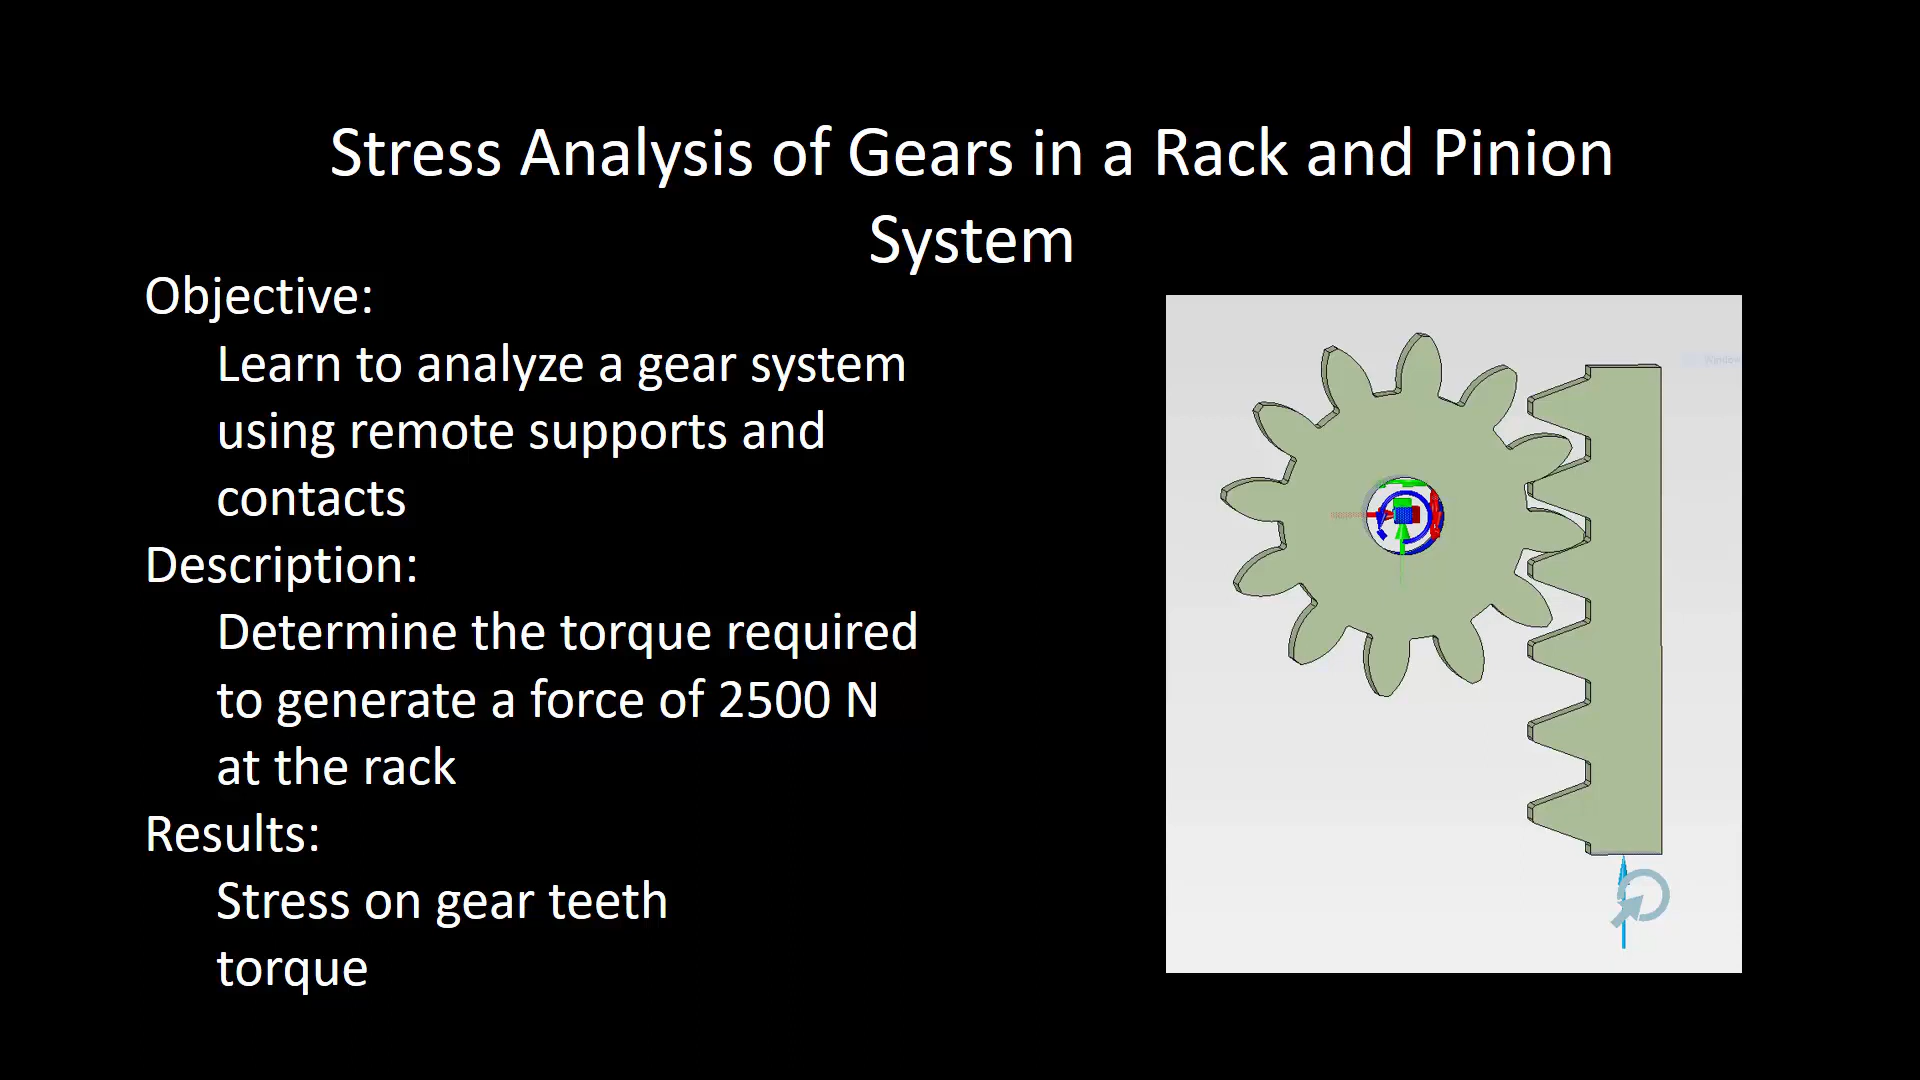 Stress Analysis of Gears in a Rack and Pinion
System
Objective:
Learn to analyze a gear system
using remote supports and
contacts
Description:
Determine the torque required
to generate a force of 2500 N
at the rack
Results:
Stress on gear teeth
torque